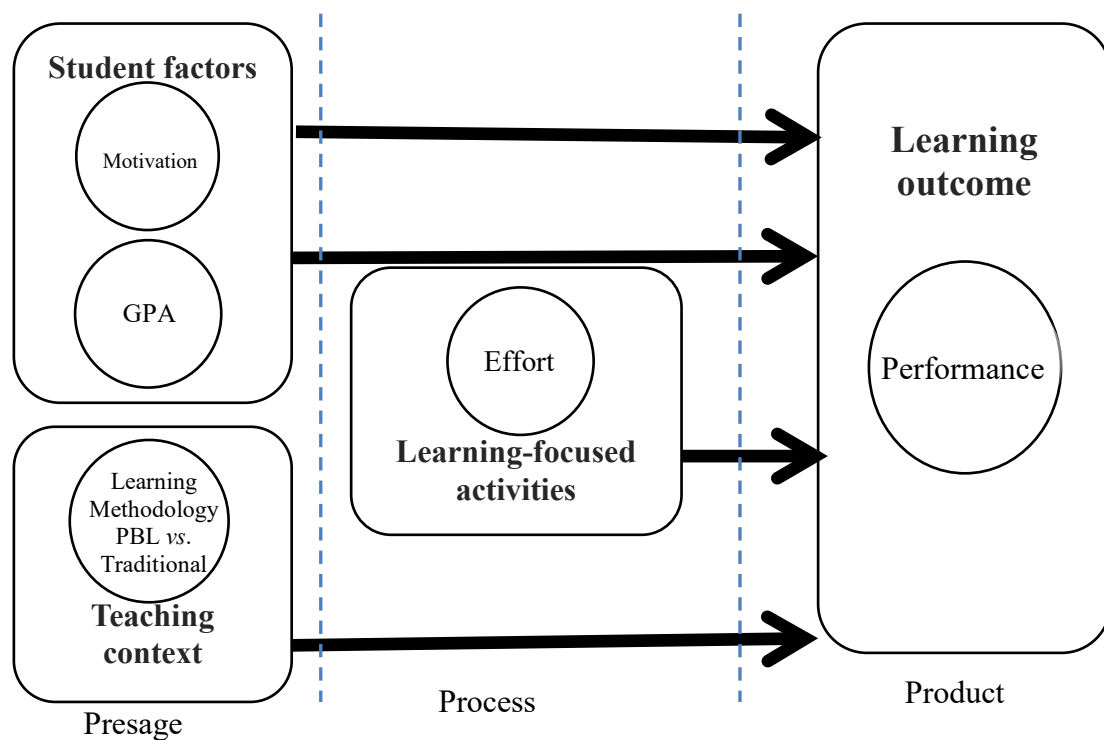 Student factors
Motivation
GPA
Learning
Methodology
PBL vs.
Traditional
Teaching
context
Presage
Effort
Learning-focused
activities
Process
Learning
outcome
Performance
Product